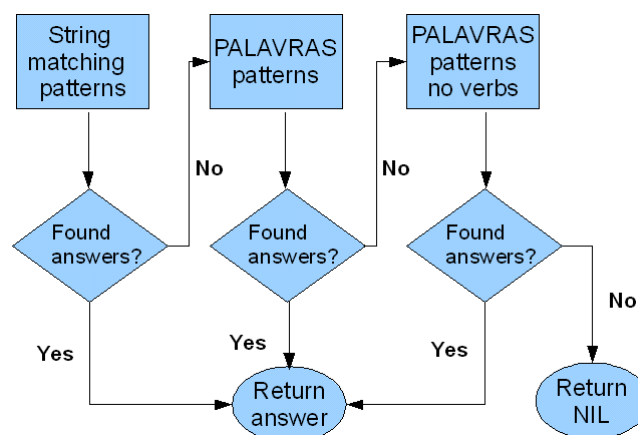 String
matching
patterns
PALAVRAS
patterns
PALAVRAS
patterns
no verbs
No
No
Found
answers?
Found
answers?
Found
answers?
No
Yes
Yes
Yes
Return
answer
Return
NIL